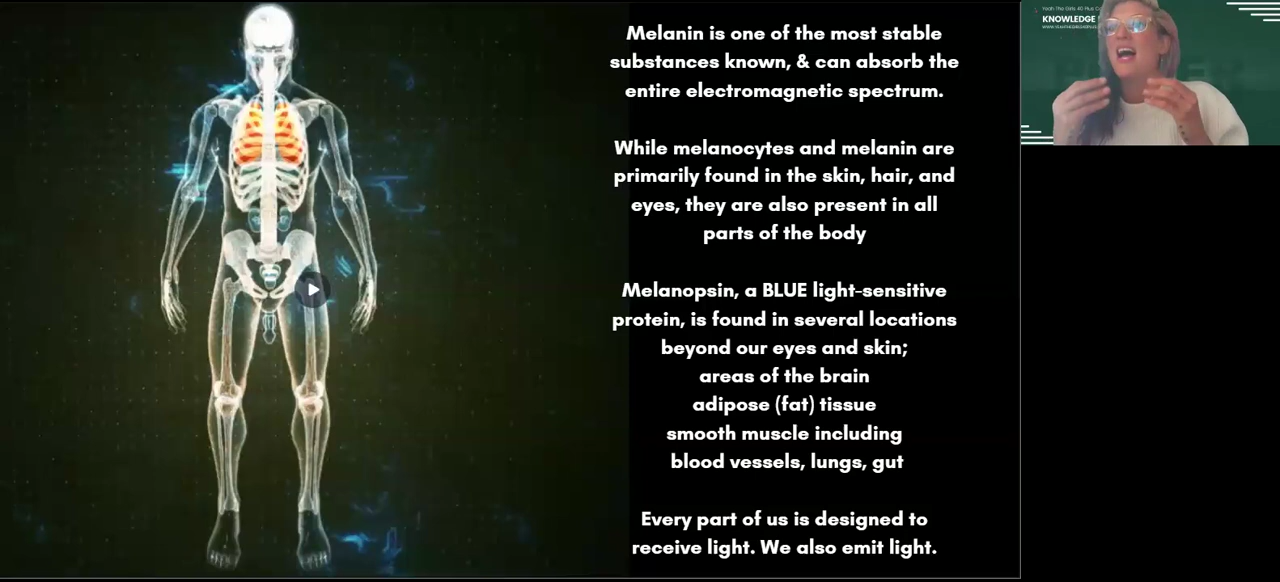 Melanin is one of the most stable
substances known, & can absorb the
entire electromagnetic spectrum.
While melanocytes and melanin are
primarily found in the skin, hair, and
eyes, they are also present in all
parts of the body
Melanopsin, a BLUE light-sensitive
protein, is found in several locations
beyond our eyes and skin;
areas of the brain
adipose (fat) tissue
smooth muscle including
blood vessels, lungs, gut
Every part of us is designed to
receive light. We also emit light.
KNOWLEDGE